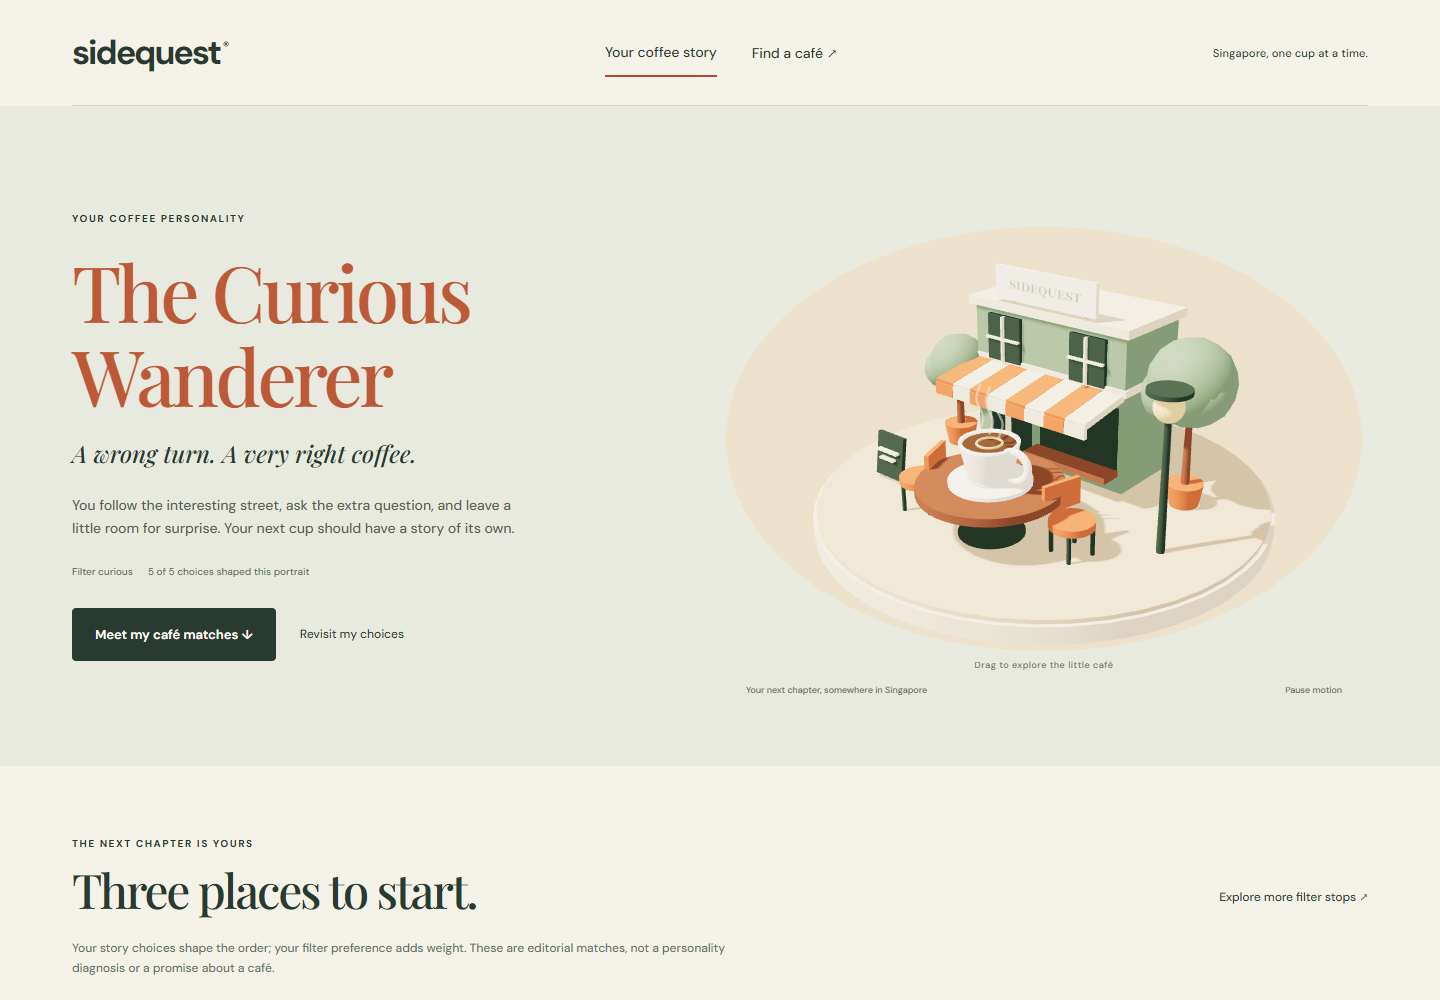 sidequest®
Your coffee story
Find a café ↗
Singapore, one cup at a time.
YOUR COFFEE PERSONALITY
The Curious
Wanderer
A wrong turn. A very right coffee.
You follow the interesting street, ask the extra question, and leave a
little room for surprise. Your next cup should have a story of its own.
Filter curious
5 of 5 choices shaped this portrait
Meet my café matches ↓
Revisit my choices
SIDEQUEST
Drag to explore the little café
Your next chapter, somewhere in Singapore
Pause motion
THE NEXT CHAPTER IS YOURS
Three places to start.
Explore more filter stops ↗
Your story choices shape the order; your filter preference adds weight. These are editorial matches, not a personality
diagnosis or a promise about a café.